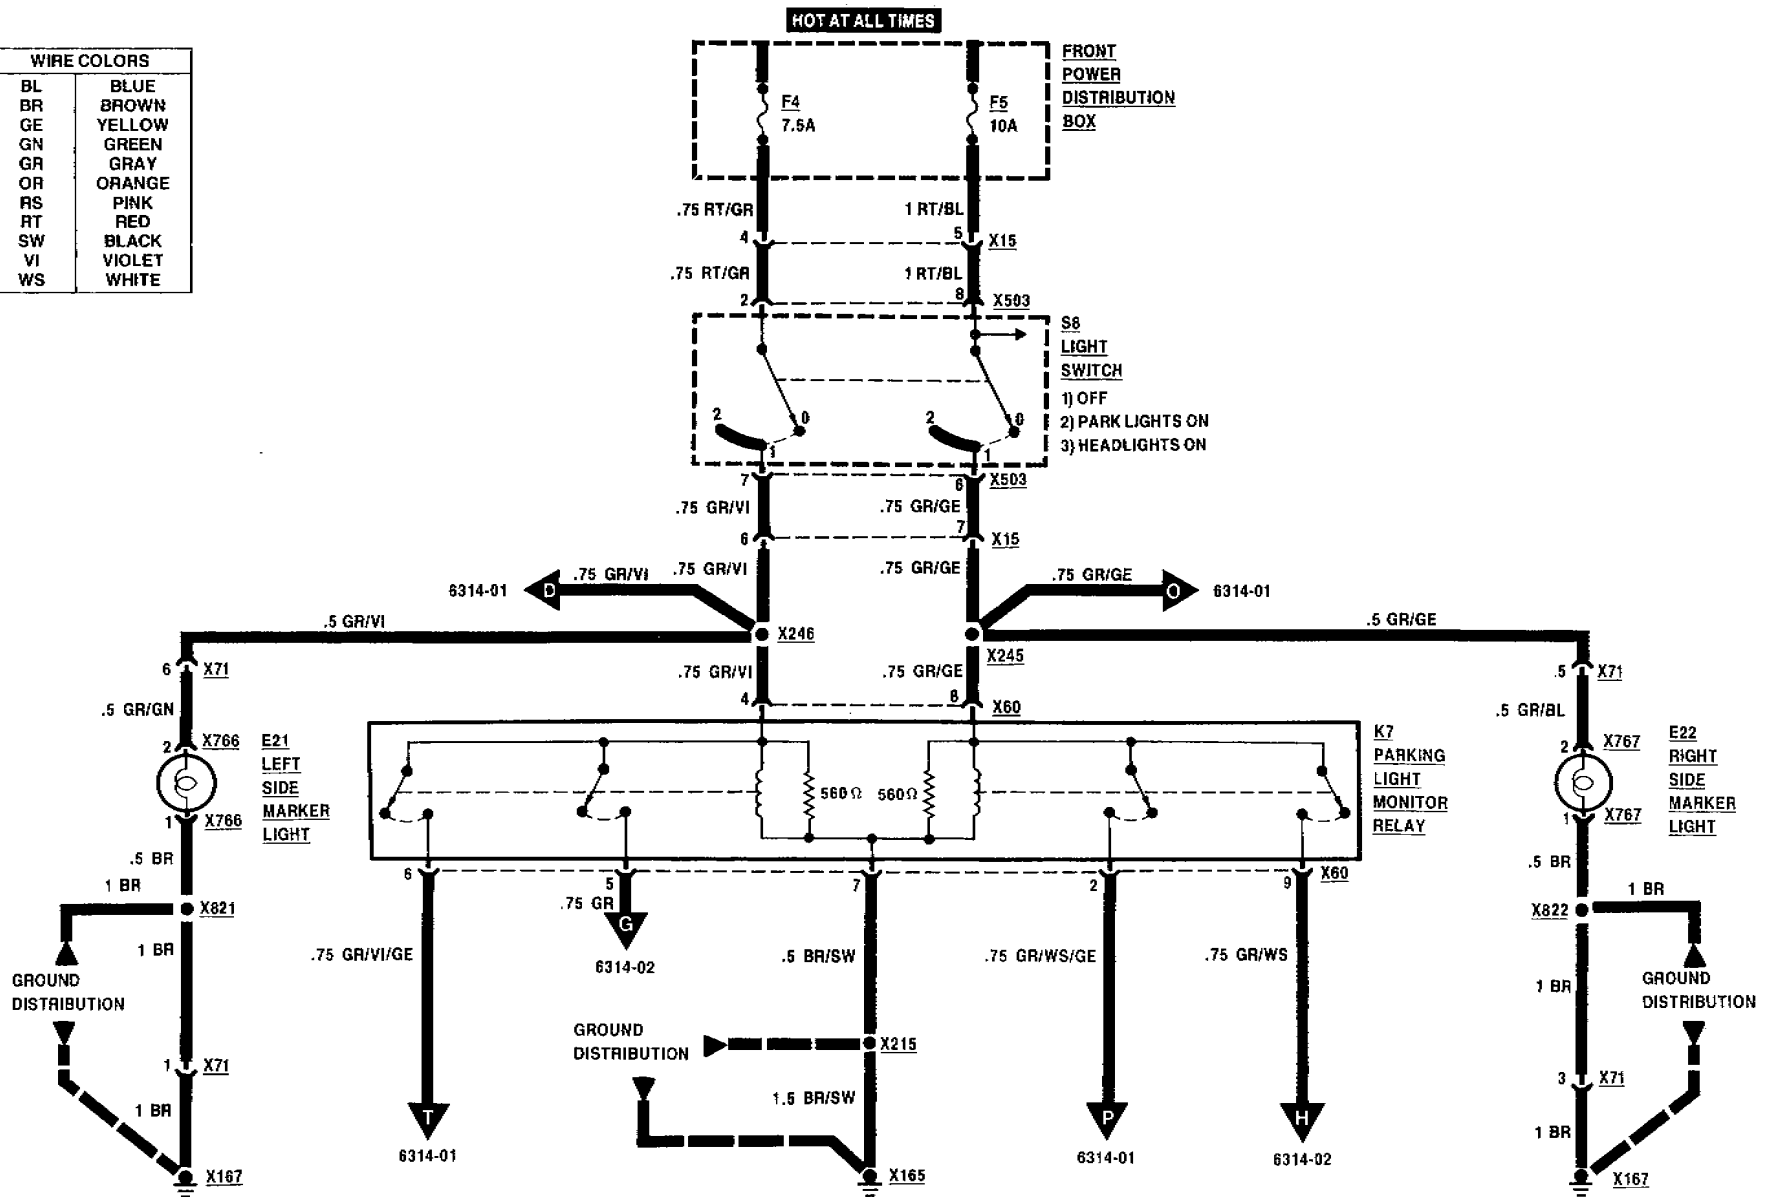 HOT AT ALL TIMES
WIRE COLORS
BL BLUE
BR BROWN
GE YELLOW
GN GREEN
GR GRAY
OR ORANGE
RS PINK
RT RED
SW BLACK
VI VIOLET
WS WHITE
FRONT
POWER
DISTRIBUTION
BOX
F4
7.5A
F5
10A
.75 RT/GR
1 RT/BL
4
5
X15
.75 RT/GR
1 RT/BL
2
8
X503
S8
LIGHT
SWITCH
1) OFF
2) PARK LIGHTS ON
3) HEADLIGHTS ON
2
0
1
2
0
1
7
6
X503
.75 GR/VI
.75 GR/GE
6
7
X15
6314-01
D
.75 GR/VI
.75 GR/VI
.75 GR/GE
.75 GR/GE
O
6314-01
.5 GR/VI
X246
X245
.5 GR/GE
6
X71
.75 GR/VI
.75 GR/GE
.5
X71
4
8
X60
.5 GR/GN
.5 GR/BL
2
X766
E21
LEFT
SIDE
MARKER
LIGHT
1
X766
560Ω
560Ω
K7
PARKING
LIGHT
MONITOR
RELAY
2
X767
E22
RIGHT
SIDE
MARKER
LIGHT
1
X767
6
5
7
2
9
X60
.5 BR
1 BR
X821
1 BR
GROUND
DISTRIBUTION
1
X71
1 BR
X167
.75 GR/VI/GE
T
6314-01
.75 GR
G
6314-02
.5 BR/SW
GROUND
DISTRIBUTION
X215
1.5 BR/SW
X165
.75 GR/WS/GE
P
6314-01
.75 GR/WS
H
6314-02
.5 BR
1 BR
X822
1 BR
GROUND
DISTRIBUTION
3
X71
1 BR
X167